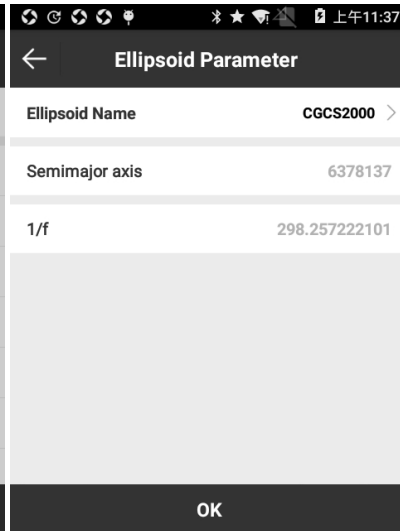 上午11:37
Ellipsoid Parameter
Ellipsoid Name CGCS2000
Semimajor axis 6378137
1/f 298.257222101
OK